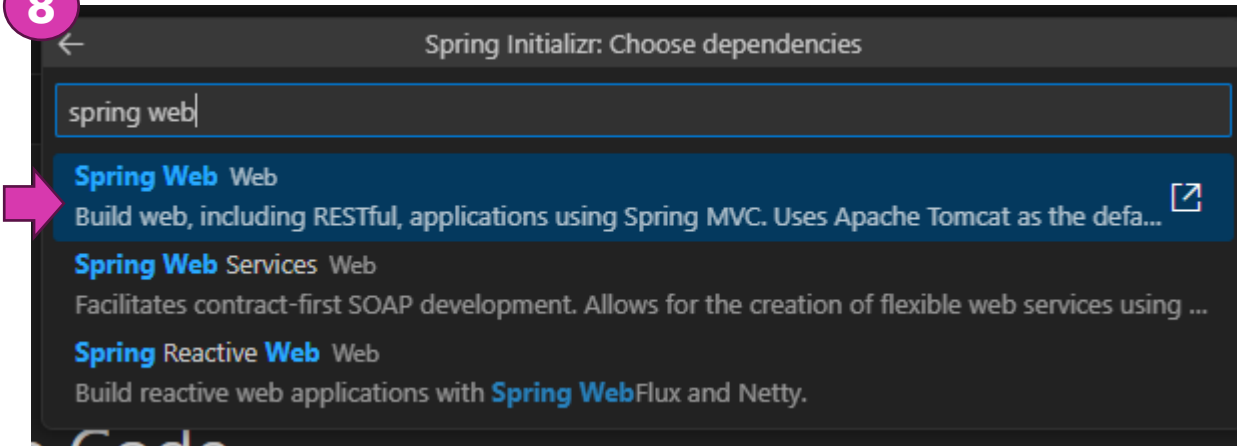 8
Spring Initializr: Choose dependencies
spring web
Spring Web Web
Build web, including RESTful, applications using Spring MVC. Uses Apache Tomcat as the defa...
Spring Web Services Web
Facilitates contract-first SOAP development. Allows for the creation of flexible web services using ...
Spring Reactive Web Web
Build reactive web applications with Spring WebFlux and Netty.